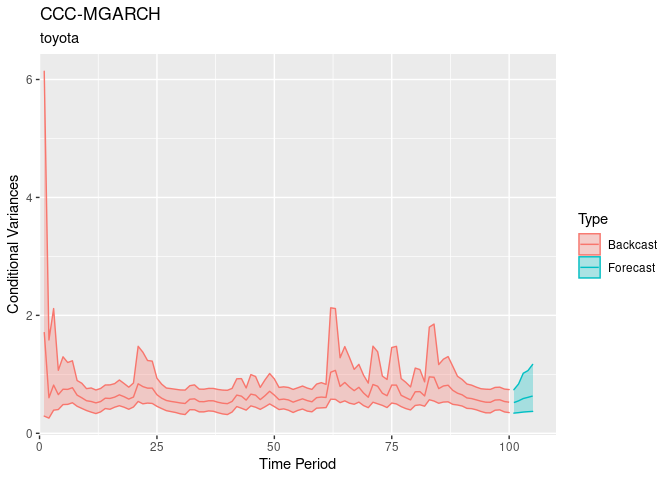 CCC-MGARCH
toyota
Conditional Variances
6
4
2
0
0
25
50
75
100
Time Period
Type
Backcast
Forecast